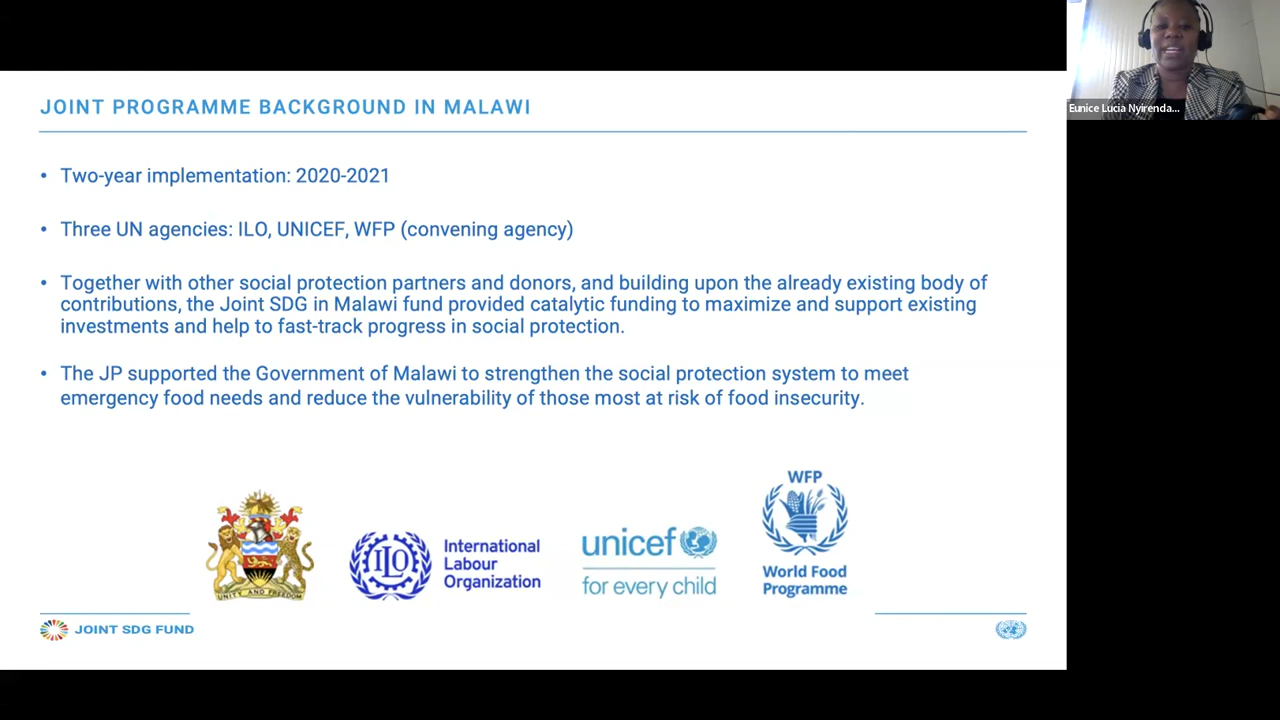 JOINT PROGRAMME BACKGROUND IN MALAWI
Eunice Lucia Nyirenda...
• Two-year implementation: 2020-2021
• Three UN agencies: ILO, UNICEF, WFP (convening agency)
• Together with other social protection partners and donors, and building upon the already existing body of
contributions, the Joint SDG in Malawi fund provided catalytic funding to maximize and support existing
investments and help to fast-track progress in social protection.
• The JP supported the Government of Malawi to strengthen the social protection system to meet
emergency food needs and reduce the vulnerability of those most at risk of food insecurity.
UNITY AND FREEDOM
ILO
International
Labour
Organization
unicef
for every child
WFP
World Food
Programme
JOINT SDG FUND